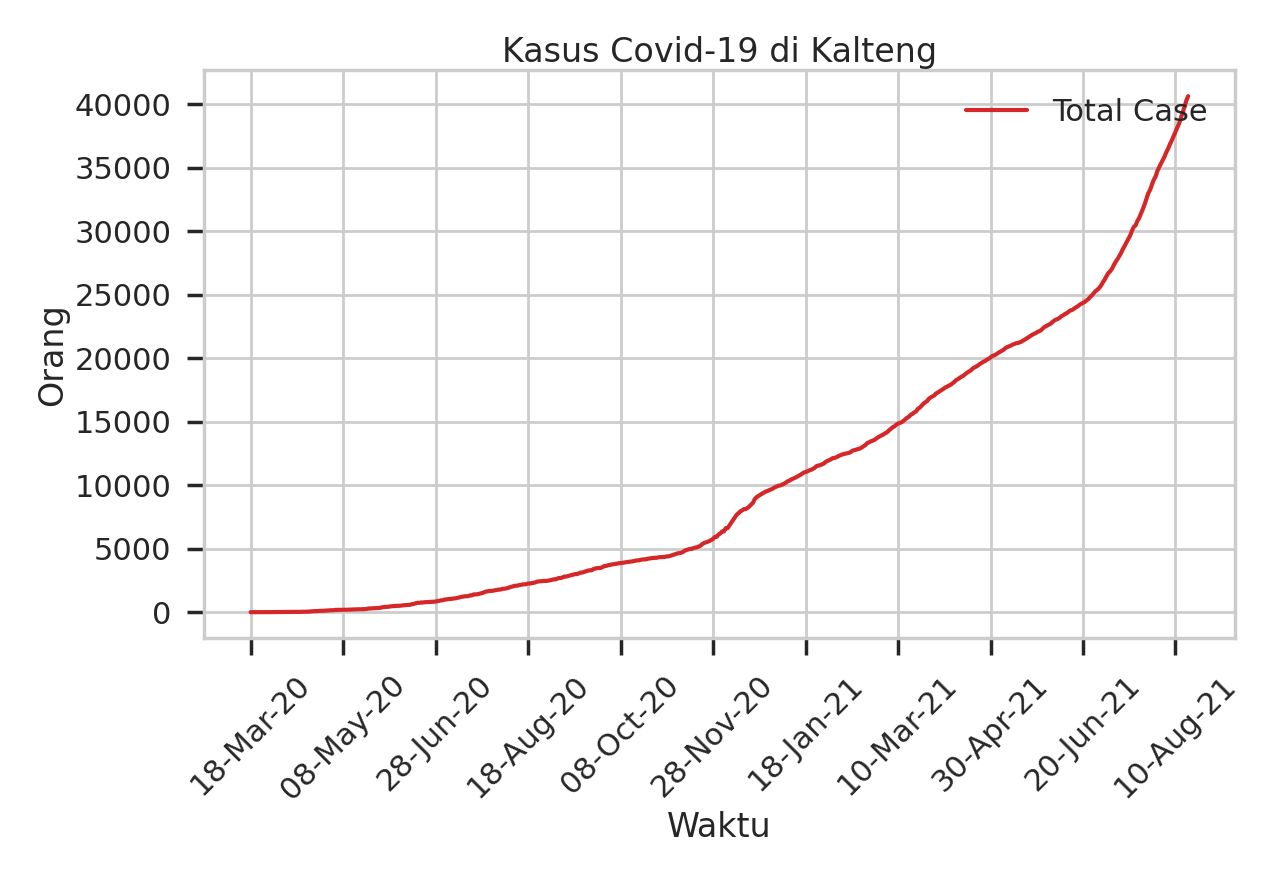 Kasus Covid-19 di Kalteng
Total Case
Orang
40000
35000
30000
25000
20000
15000
10000
5000
0
18-Mar-20
08-May-20
28-Jun-20
18-Aug-20
08-Oct-20
28-Nov-20
18-Jan-21
10-Mar-21
30-Apr-21
20-Jun-21
10-Aug-21
Waktu